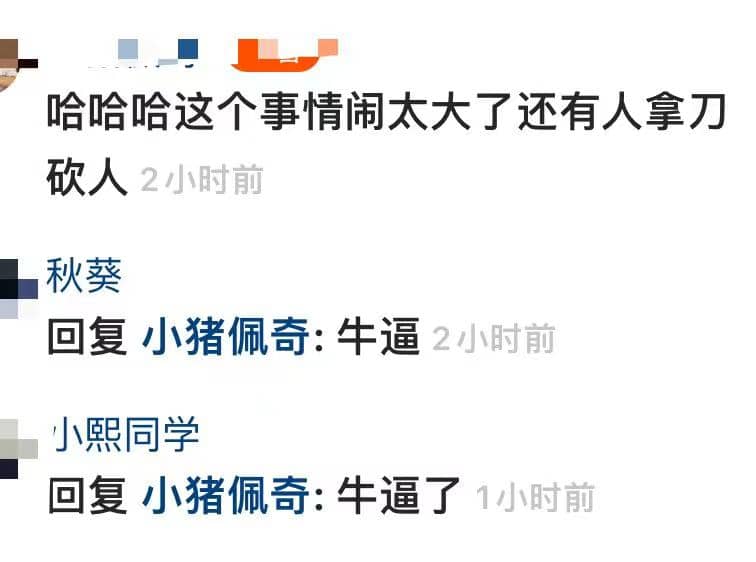 哈哈哈这个事情闹太大了还有人拿刀
砍人 2小时前
秋葵
回复 小猪佩奇: 牛逼 2小时前
小熙同学
回复 小猪佩奇: 牛逼了 1小时前